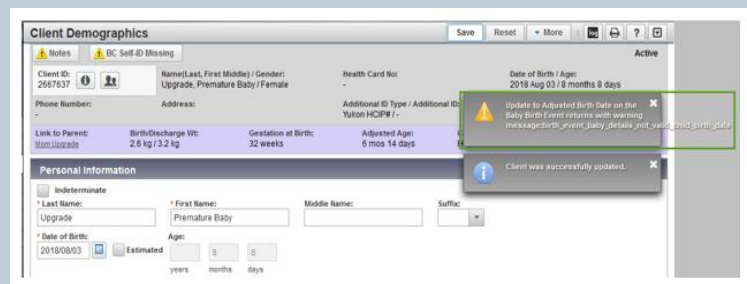 Client Demographics
Save Reset More log ?
Notes BC Self-ID Missing Active
Client ID: Name(Last, First Middle) / Gender: Health Card No: Date of Birth / Age:
2667637 Upgrade, Premature Baby / Female - 2018 Aug 03 / 8 months 8 days
Phone Number: Address: Additional ID Type / Additional ID:
- Yukon HCIP# / -
Update to Adjusted Birth Date on the
Baby Birth Event returns with warning
message:birth_event_baby_details_not_valid_child_birth_date
Link to Parent: Birth/Discharge Wt: Gestation at Birth: Adjusted Age:
Mom Upgrade 2.6 kg / 3.2 kg 32 weeks 6 mos 14 days
Client was successfully updated.
Personal Information
Indeterminate
* Last Name: * First Name: Middle Name: Suffix:
Upgrade Premature Baby
* Date of Birth: Age:
2018/08/03 Estimated 8 8
years months days